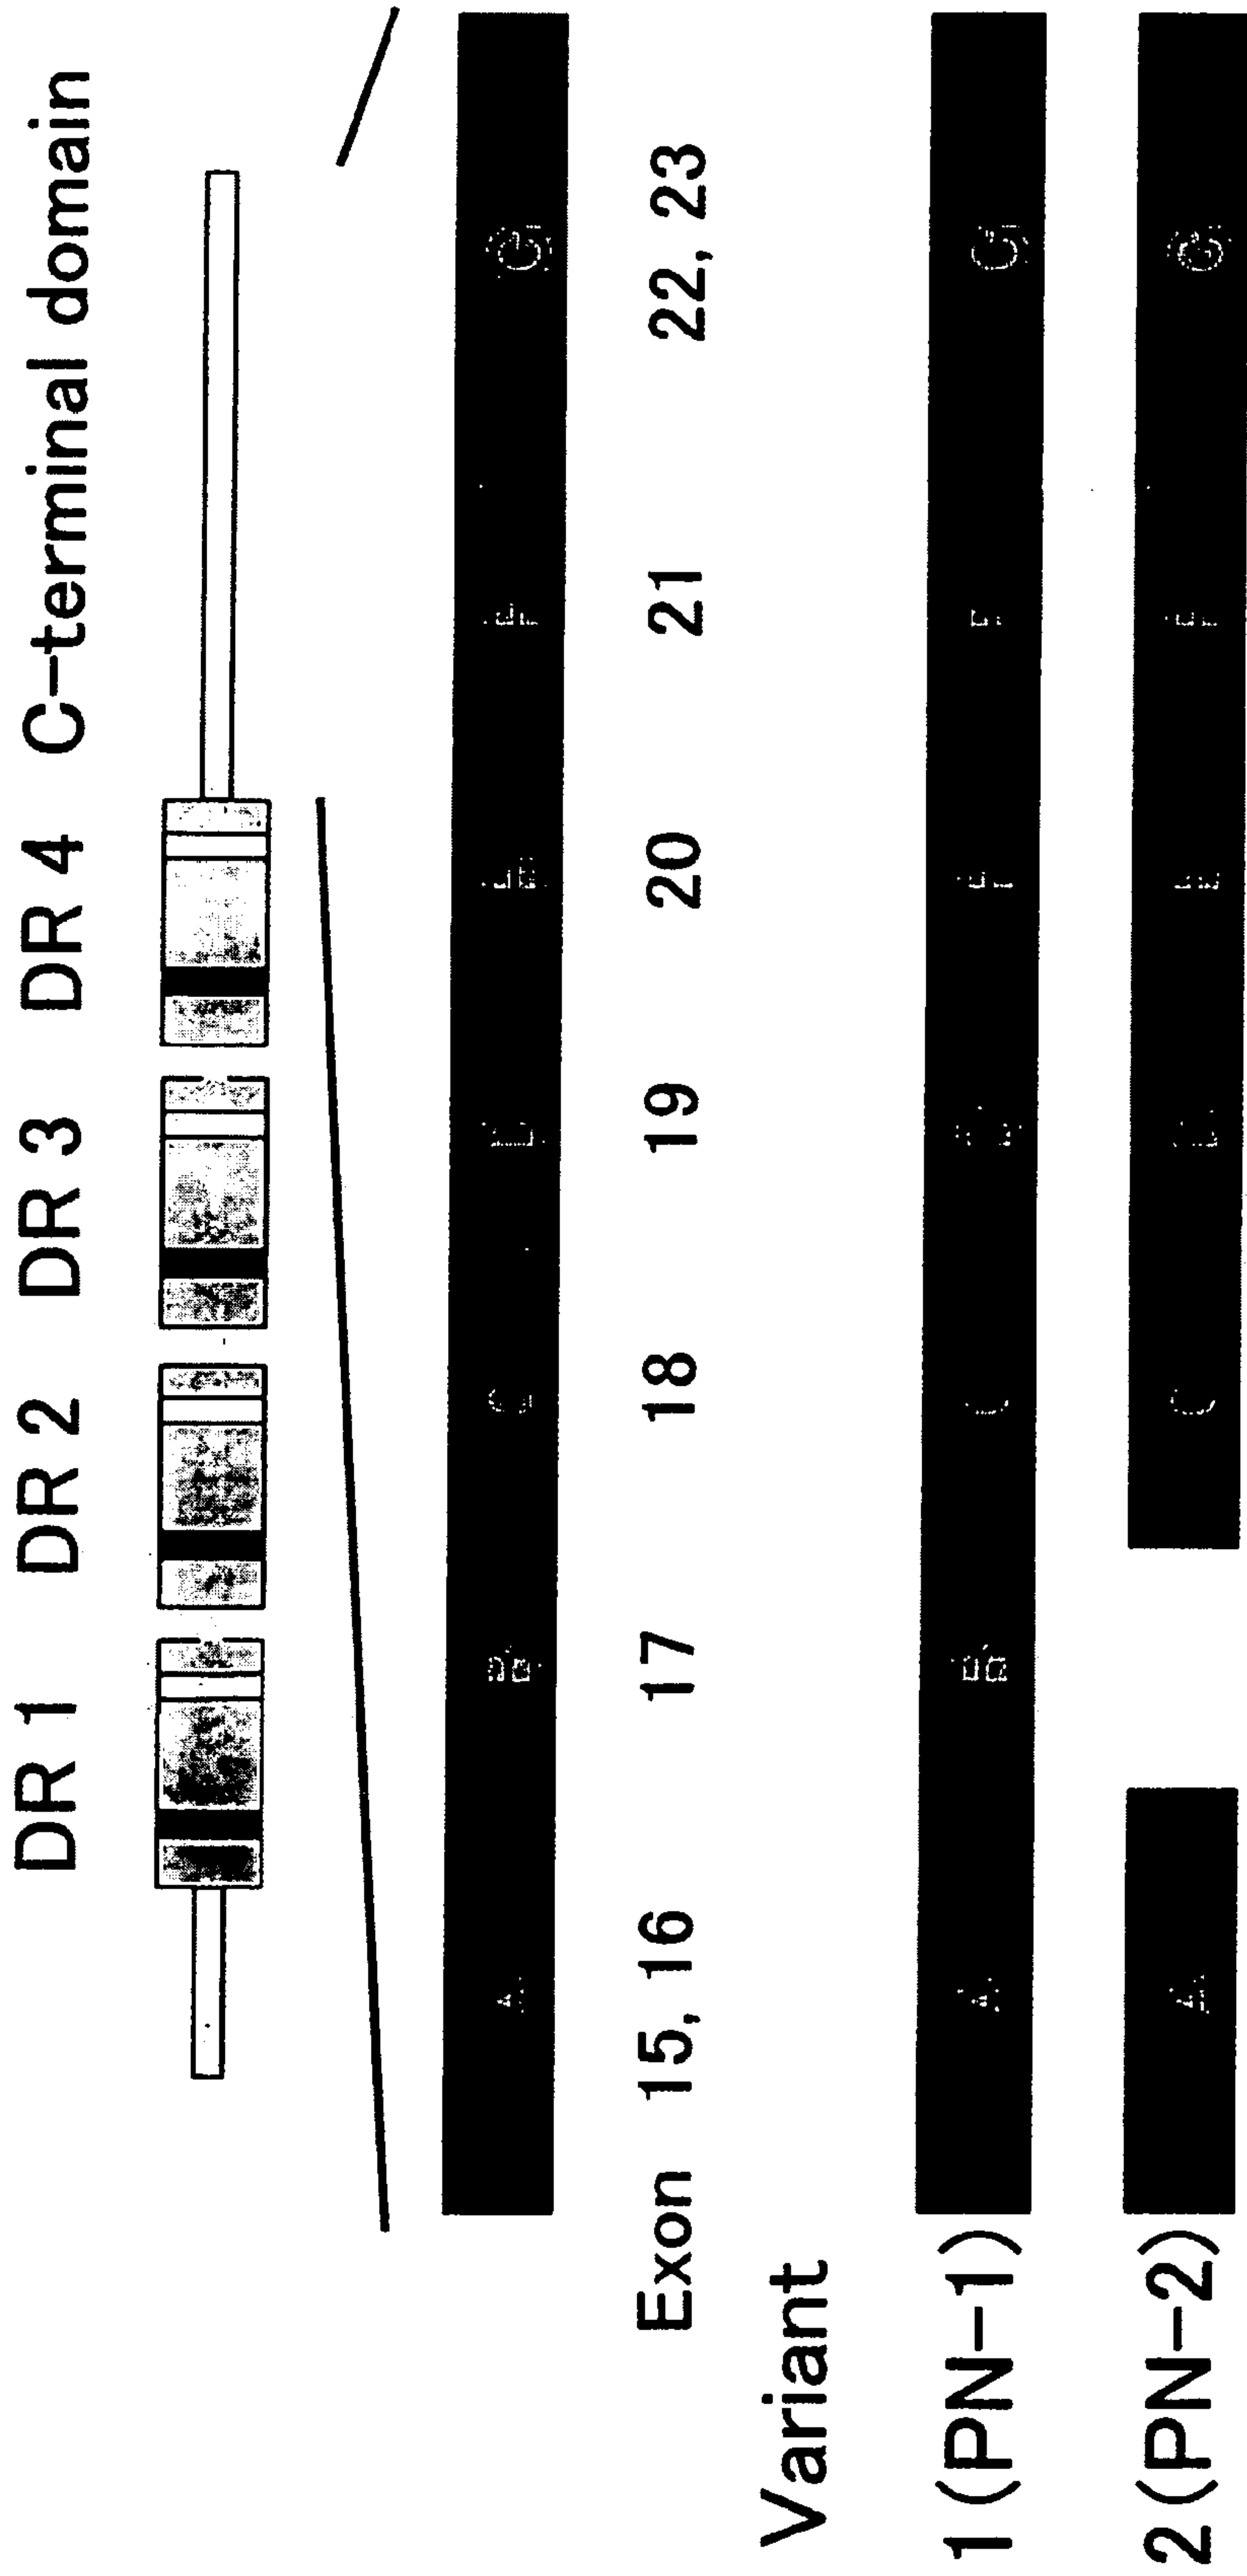 DR 1 DR 2 DR 3 DR 4 C-terminal domain
A B C D E F G
Exon 15, 16 17 18 19 20 21 22, 23
Variant
1 (PN-1) A B C D E F G
2 (PN-2) A C D E F G